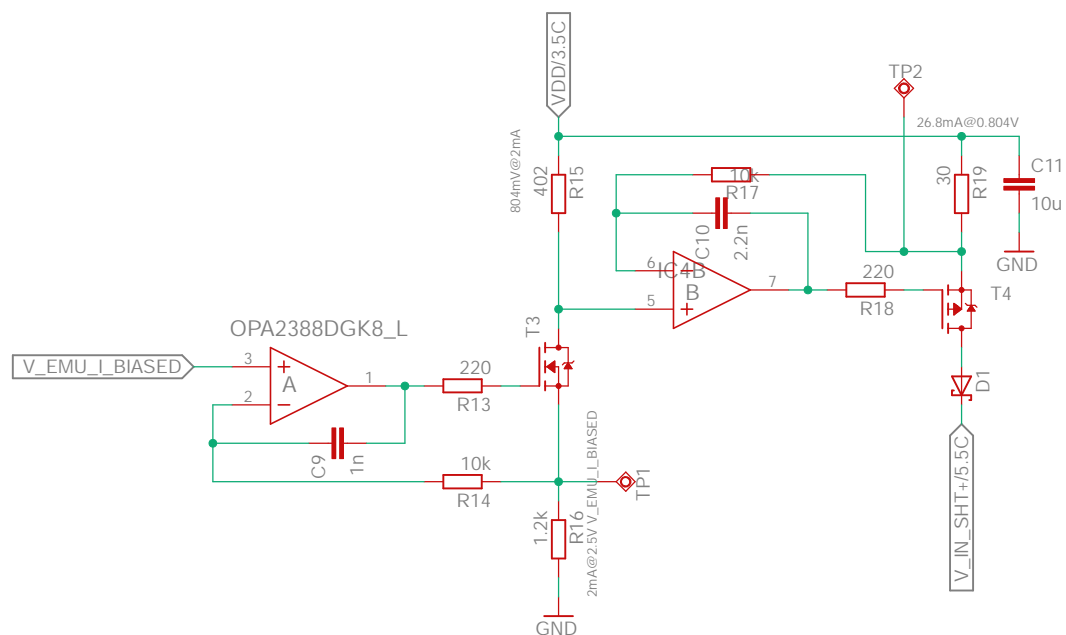 VDD/3.5C
TP2
26.8mA@0.804V
804mV@2mA
402
R15
10k
R17
C10
2.2n
30
R19
C11
10u
GND
6
IC4B
B
5
7
220
R18
T4
OPA2388DGK8_L
T3
V_EMU_I_BIASED
3
A
1
2
220
R13
D1
C9
1n
10k
R14
TP1
V_IN_SHT+/5.5C
1.2k
R16
2mA@2.5V V_EMU_I_BIASED
GND